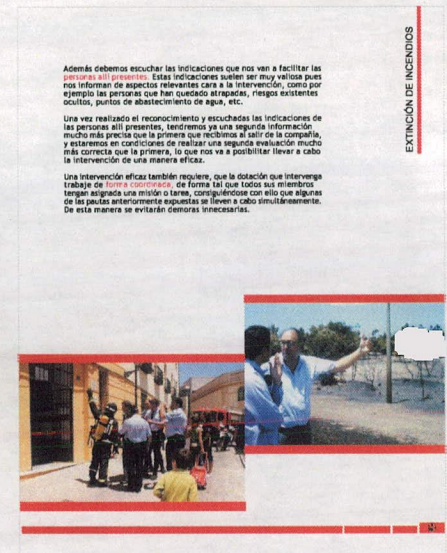 EXTINCIÓN DE INCENDIOS
Además debemos escuchar las indicaciones que nos van a facilitar las
personas allí presentes. Estas indicaciones suelen ser muy valiosa pues
nos informan de aspectos relevantes cara a la intervención, como por
ejemplo las personas que han quedado atrapadas, riesgos existentes
ocultos, puntos de abastecimiento de agua, etc.
Una vez realizado el reconocimiento y escuchadas las indicaciones de
las personas allí presentes, tendremos ya una segunda información
mucho más precisa que la primera que recibimos al salir de la compañía,
y estaremos en condiciones de realizar una segunda evaluación mucho
más correcta que la primera, lo que nos va a posibilitar llevar a cabo
la intervención de una manera eficaz.
Una intervención eficaz también requiere, que la dotación que intervenga
trabaje de forma coordinada, de forma tal que todos sus miembros
tengan asignada una misión o tarea, consiguiéndose con ello que algunas
de las pautas anteriormente expuestas se lleven a cabo simultáneamente.
De esta manera se evitarán demoras innecesarias.